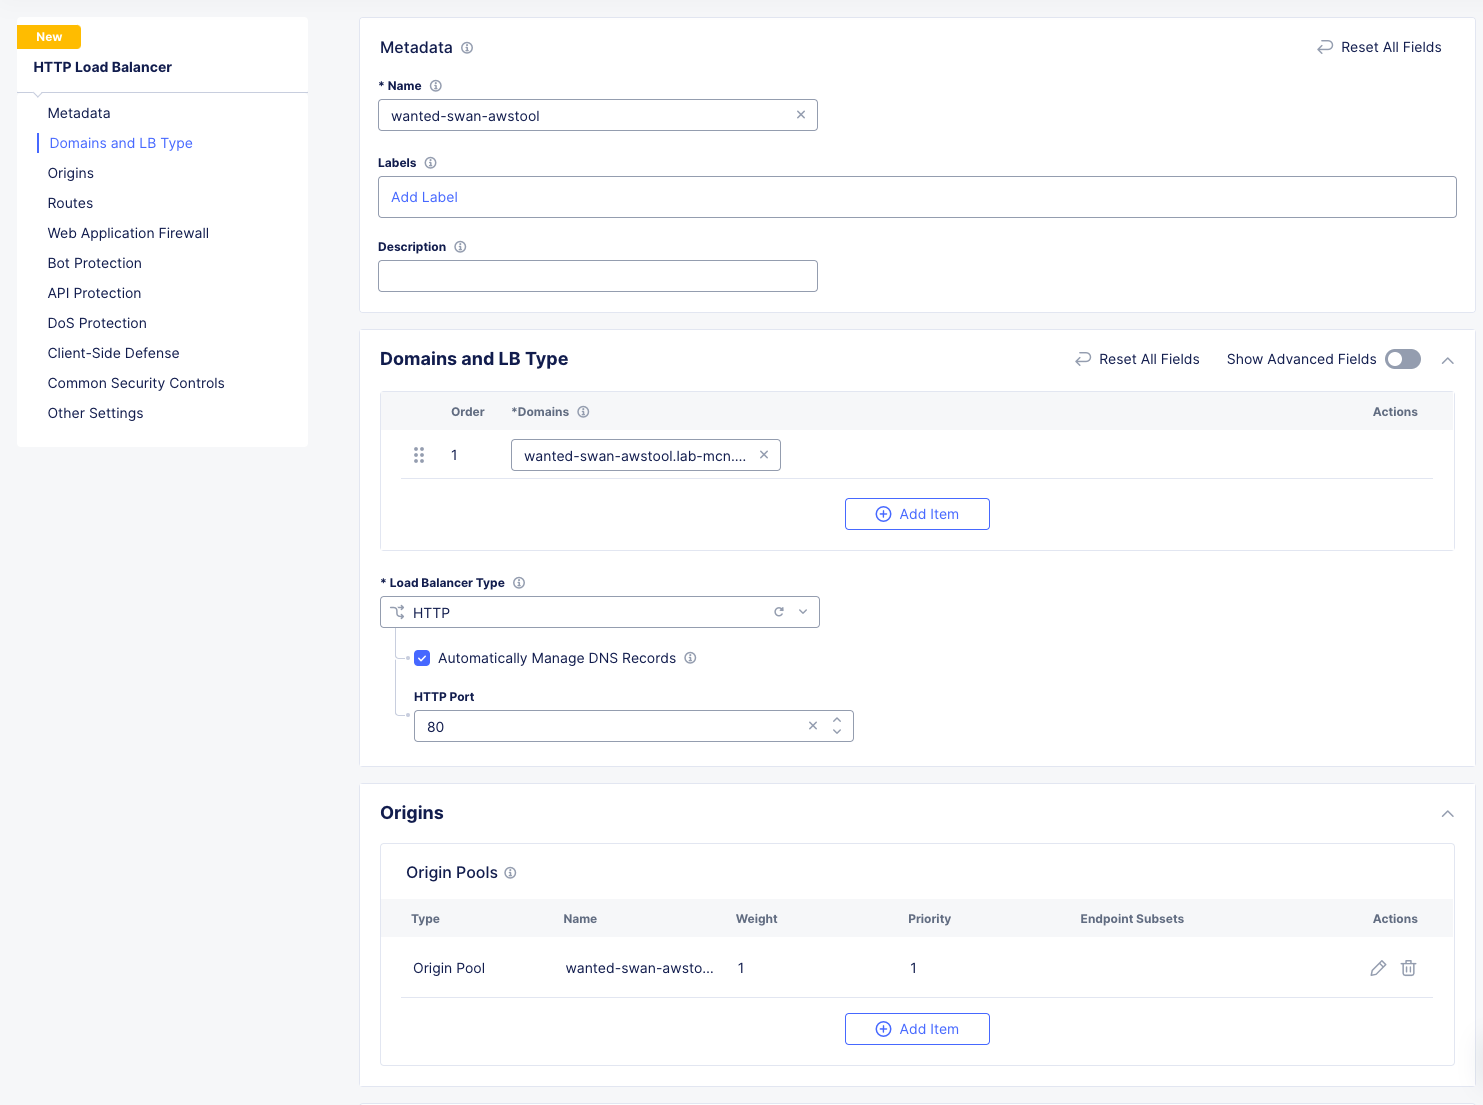 New
HTTP Load Balancer
Metadata
Domains and LB Type
Origins
Routes
Web Application Firewall
Bot Protection
API Protection
DoS Protection
Client-Side Defense
Common Security Controls
Other Settings
Metadata
Reset All Fields
* Name
wanted-swan-awstool
Labels
Add Label
Description
Domains and LB Type
Reset All Fields
Show Advanced Fields
Order *Domains Actions
1 wanted-swan-awstool.lab-mcn....
Add Item
* Load Balancer Type
HTTP
Automatically Manage DNS Records
HTTP Port
80
Origins
Origin Pools
Type Name Weight Priority Endpoint Subsets Actions
Origin Pool wanted-swan-awsto... 1 1
Add Item